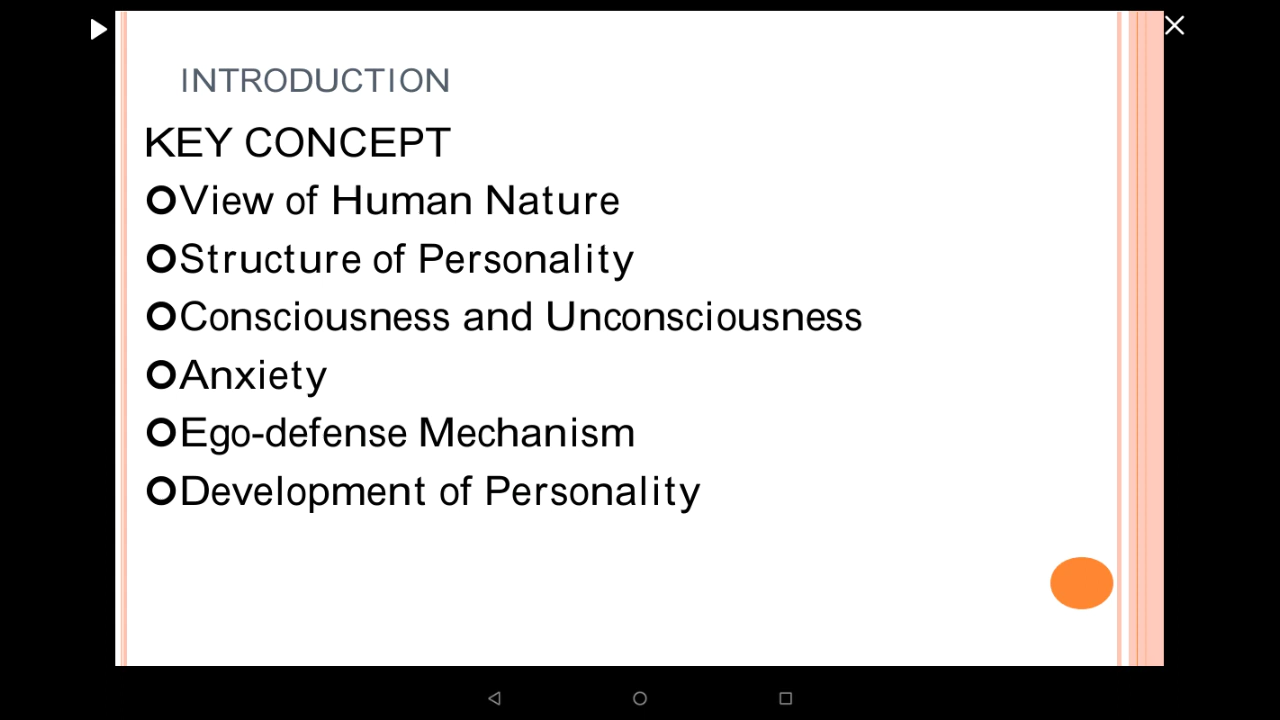 INTRODUCTION
KEY CONCEPT
View of Human Nature
Structure of Personality
Consciousness and Unconsciousness
Anxiety
Ego-defense Mechanism
Development of Personality